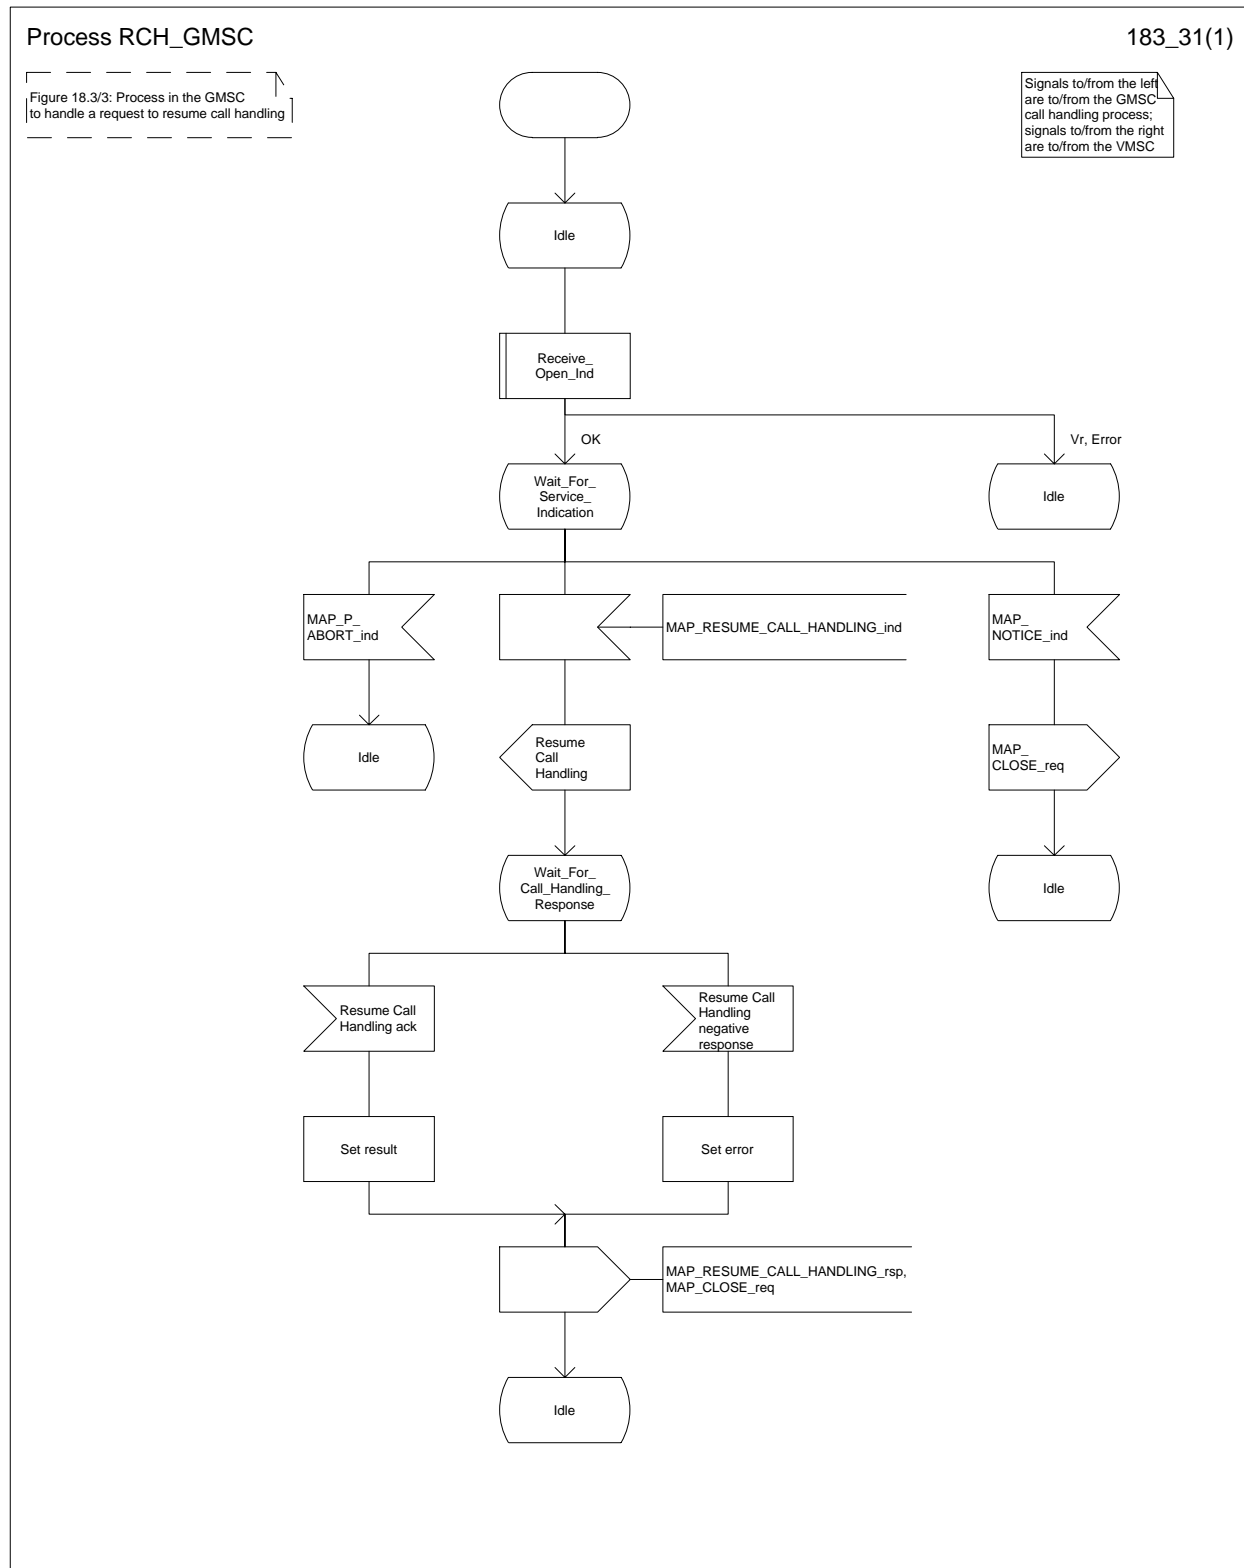 Process RCH_GMSC
183_31(1)
Figure 18.3/3: Process in the GMSC
to handle a request to resume call handling
Signals to/from the left
are to/from the GMSC
call handling process;
signals to/from the right
are to/from the VMSC
Idle
Receive_
Open_Ind
OK
Vr, Error
Wait_For_
Service_
Indication
Idle
MAP_P_
ABORT_ind
MAP_RESUME_CALL_HANDLING_ind
MAP_
NOTICE_ind
Idle
Resume
Call
Handling
MAP_
CLOSE_req
Wait_For_
Call_Handling_
Response
Idle
Resume Call
Handling ack
Resume Call
Handling
negative
response
Set result
Set error
MAP_RESUME_CALL_HANDLING_rsp,
MAP_CLOSE_req
Idle